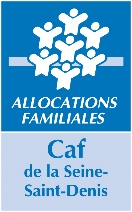 ALLOCATIONS
FAMILIALES
Caf
de la Seine-
Saint-Denis